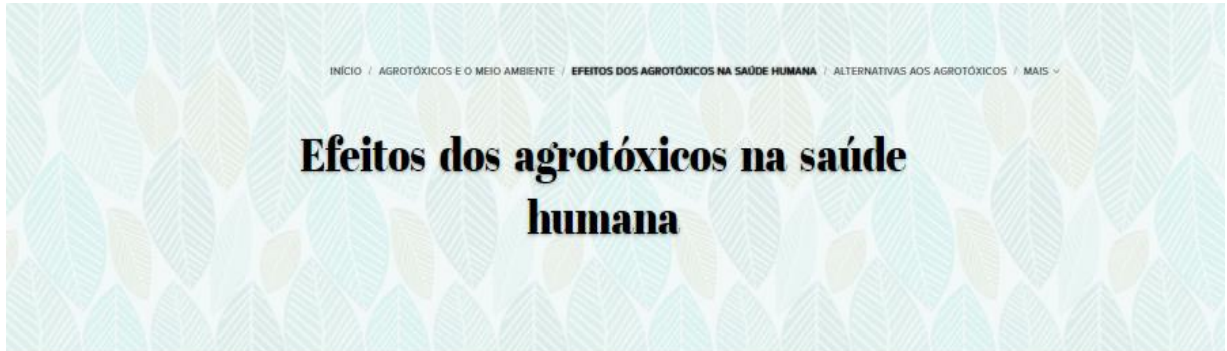 INÍCIO / AGROTÓXICOS E O MEIO AMBIENTE / EFEITOS DOS AGROTÓXICOS NA SAÚDE HUMANA / ALTERNATIVAS AOS AGROTÓXICOS / MAIS
Efeitos dos agrotóxicos na saúde
humana